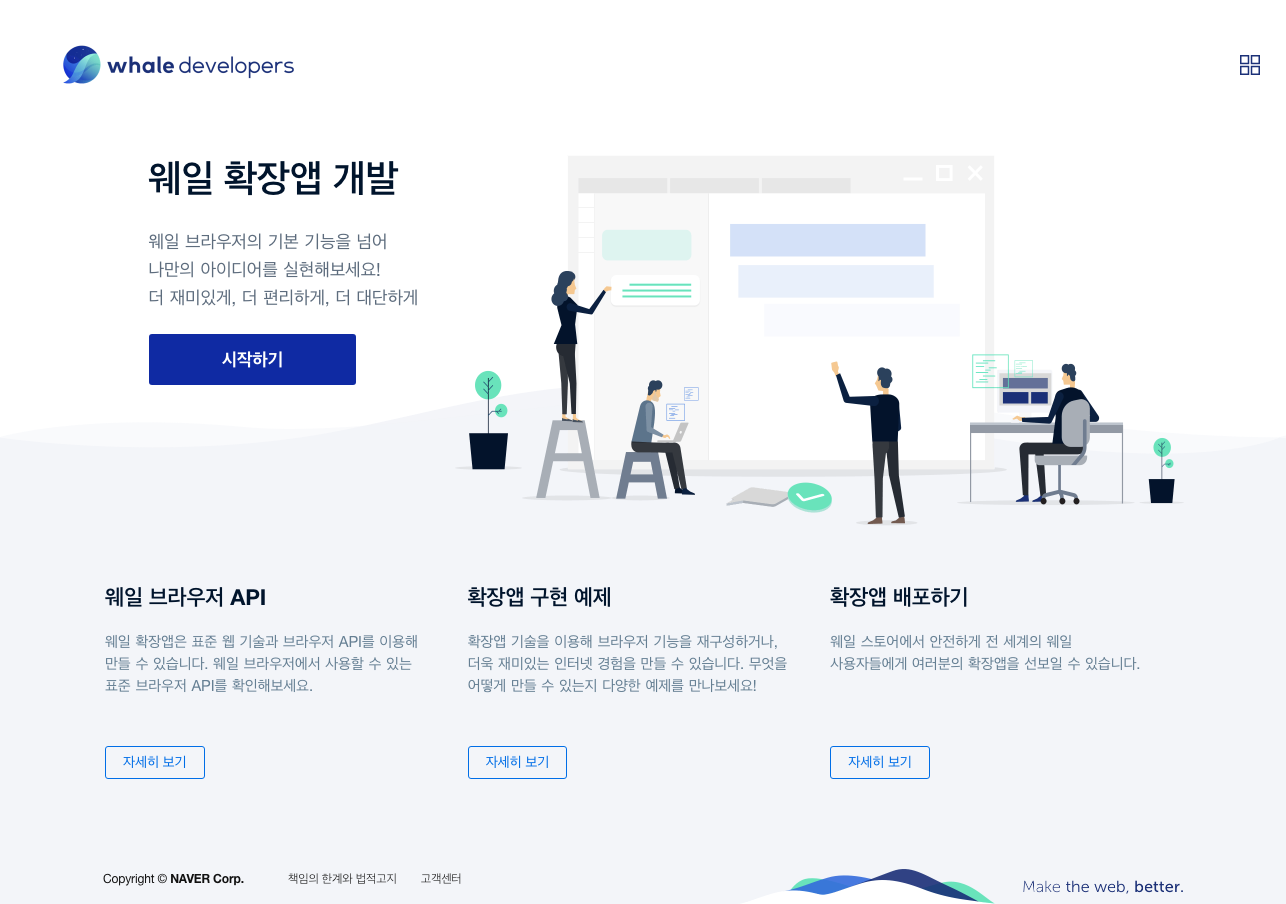 whale developers
웨일 확장앱 개발
웨일 브라우저의 기본 기능을 넘어
나만의 아이디어를 실현해보세요!
더 재미있게, 더 편리하게, 더 대단하게
시작하기
웨일 브라우저 API
웨일 확장앱은 표준 웹 기술과 브라우저 API를 이용해
만들 수 있습니다. 웨일 브라우저에서 사용할 수 있는
표준 브라우저 API를 확인해보세요.
자세히 보기
확장앱 구현 예제
확장앱 기술을 이용해 브라우저 기능을 재구성하거나,
더욱 재미있는 인터넷 경험을 만들 수 있습니다. 무엇을
어떻게 만들 수 있는지 다양한 예제를 만나보세요!
자세히 보기
확장앱 배포하기
웨일 스토어에서 안전하게 전 세계의 웨일
사용자들에게 여러분의 확장앱을 선보일 수 있습니다.
자세히 보기
Copyright © NAVER Corp.
책임의 한계와 법적고지
고객센터
Make the web, better.